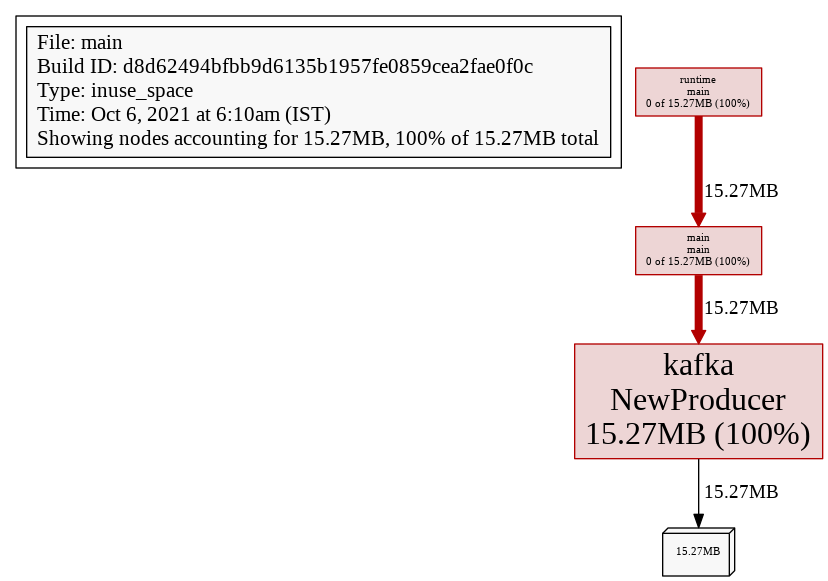 File: main
Build ID: d8d62494bfbb9d6135b1957fe0859cea2fae0f0c
Type: inuse_space
Time: Oct 6, 2021 at 6:10am (IST)
Showing nodes accounting for 15.27MB, 100% of 15.27MB total
runtime
main
0 of 15.27MB (100%)
15.27MB
main
main
0 of 15.27MB (100%)
15.27MB
kafka
NewProducer
15.27MB (100%)
15.27MB
15.27MB